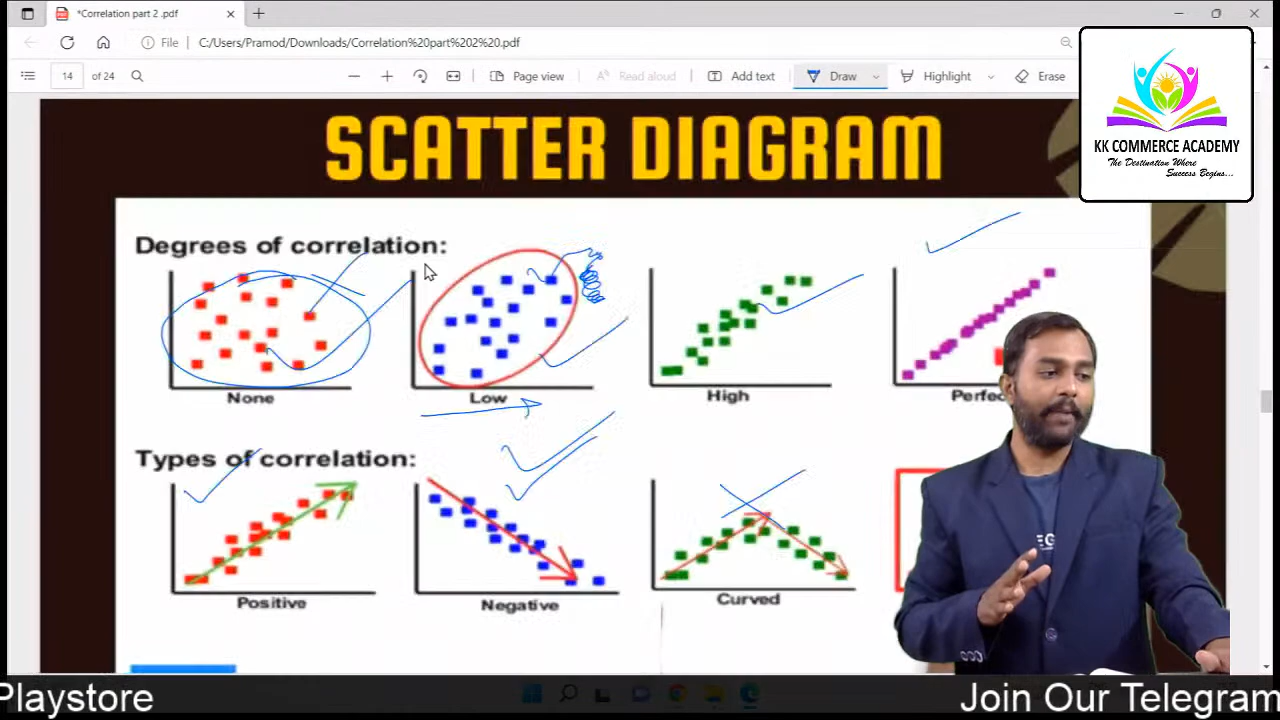 *Correlation part 2 .pdf
File
C:/Users/Pramod/Downloads/Correlation%20part%202%20.pdf
14 of 24
Page view
Read aloud
Add text
Draw
Highlight
Erase
KK COMMERCE ACADEMY
The Destination Where
Success Begins...
SCATTER DIAGRAM
Degrees of correlation:
None
Low
High
Perfec
Types of correlation:
Positive
Negative
Curved
EG
Playstore
Join Our Telegram